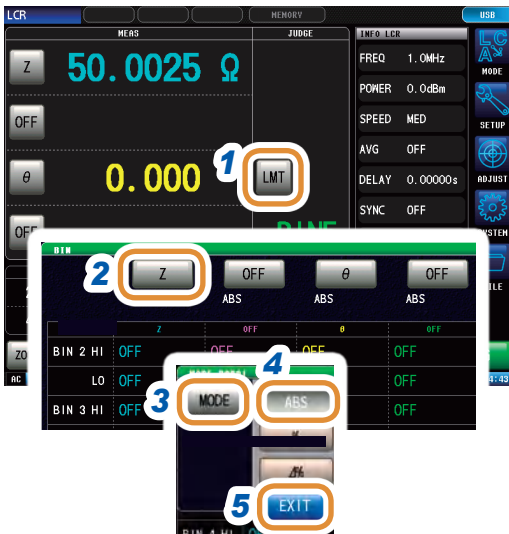 LCR MEMORY USB
MEAS JUDGE INFO LCR
Z 50.0025 Ω
FREQ 1.0MHz
MODE
POWER 0.0dBm
OFF
SPEED MED
SETUP
AVG OFF
1
θ 0.000 LMT
DELAY 0.00000s
ADJUST
SYNC OFF
OFF
BIN
2
Z OFF θ OFF
ABS ABS ABS
Z OFF θ OFF
BIN 2 HI OFF OFF OFF OFF
LO OFF
4
3
MODE ABS
BIN 3 HI OFF OFF
AC
Δ%
5
EXIT